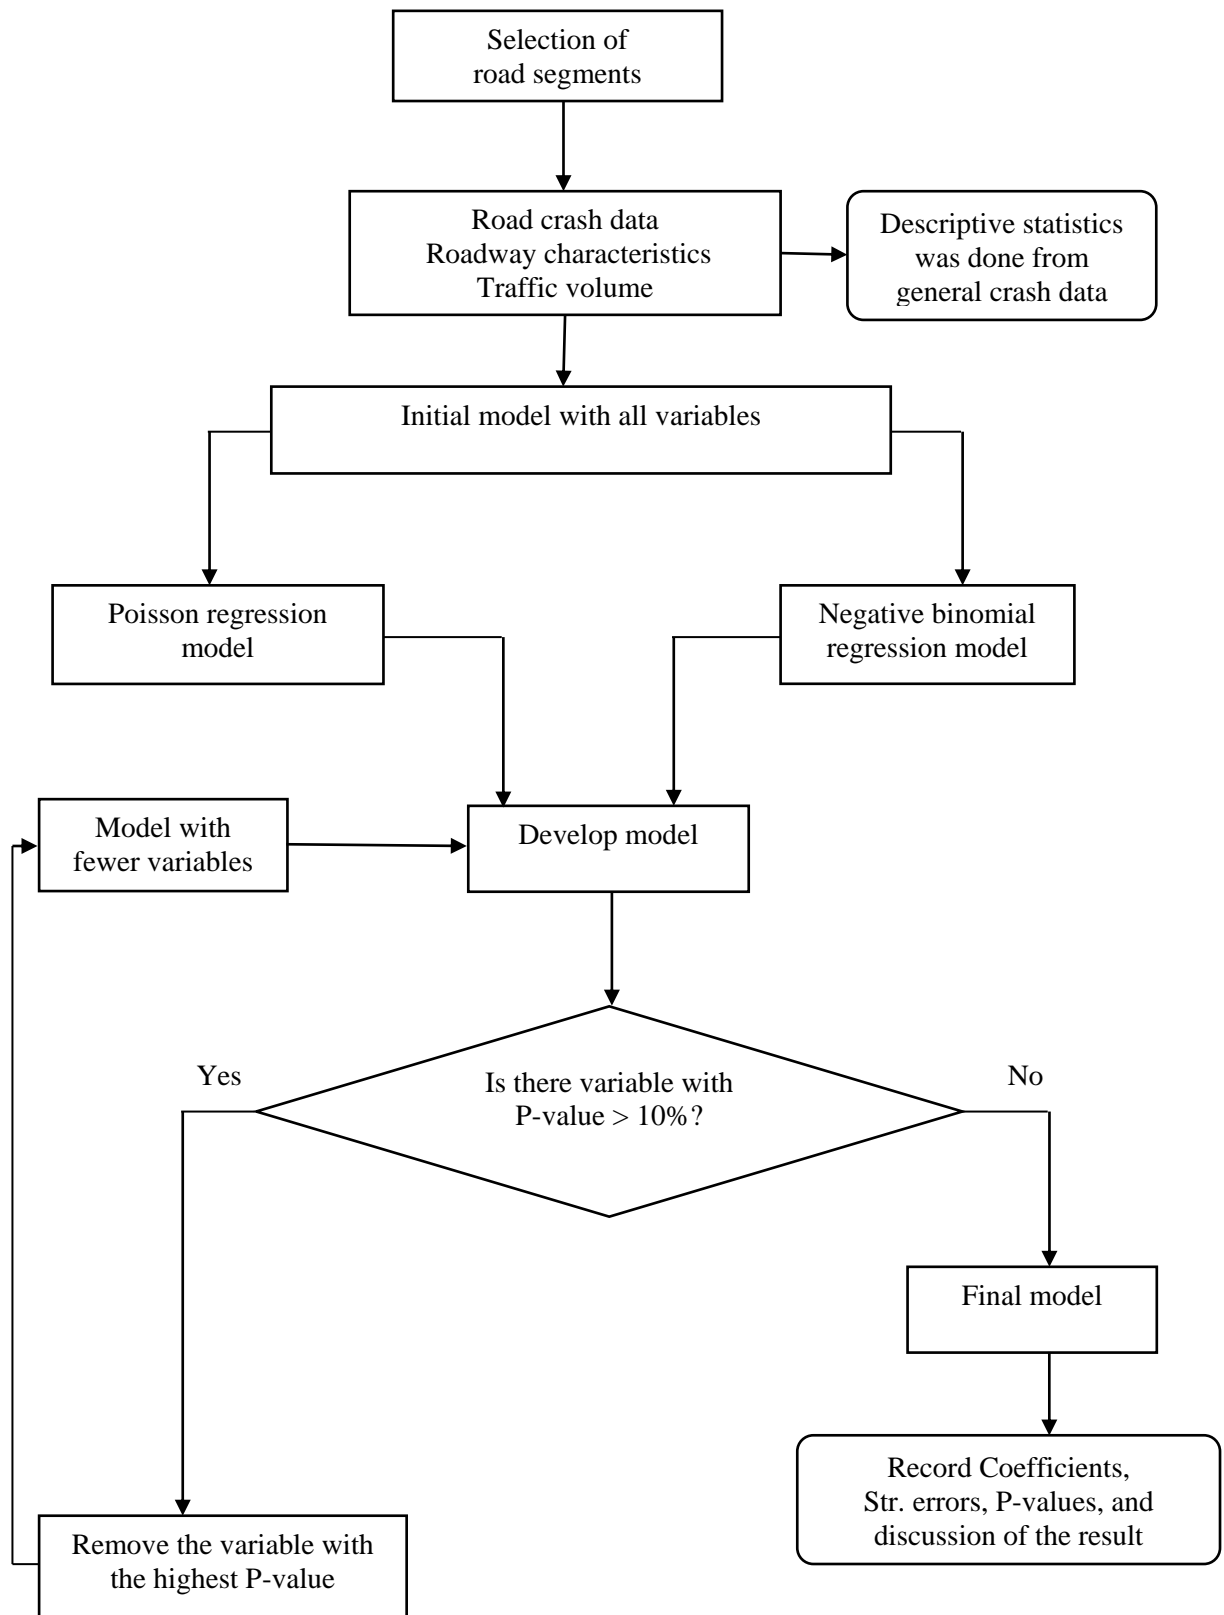 Selection of
road segments
Road crash data
Roadway characteristics
Traffic volume
Descriptive statistics
was done from
general crash data
Initial model with all variables
Poisson regression
model
Negative binomial
regression model
Model with
fewer variables
Develop model
Yes
Is there variable with
P-value > 10%?
No
Final model
Record Coefficients,
Str. errors, P-values, and
discussion of the result
Remove the variable with
the highest P-value